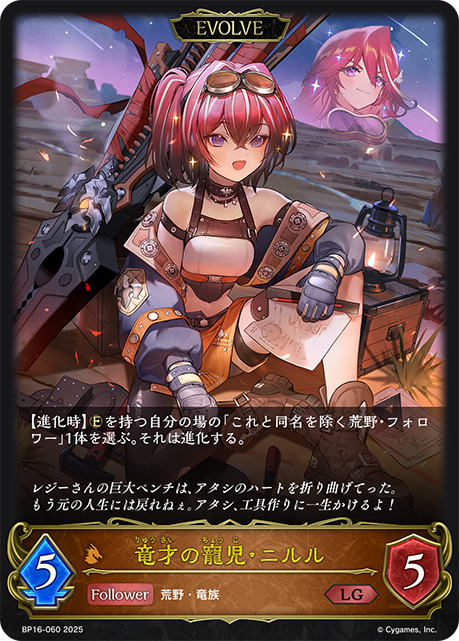 EVOLVE
【進化時】Ⓔを持つ自分の場の「これと同名を除く荒野・フォロ
ワー」1体を選ぶ。それは進化する。
レジーさんの巨大ペンチは、アタシのハートを折り曲げてった。
もう元の人生には戻れねぇ。アタシ、工具作りに一生かけるよ！
りゅうさい ちょうじ
竜才の寵児・ニルル
5
Follower 荒野・竜族 LG
5
BP16-060 2025 © Cygames, Inc.